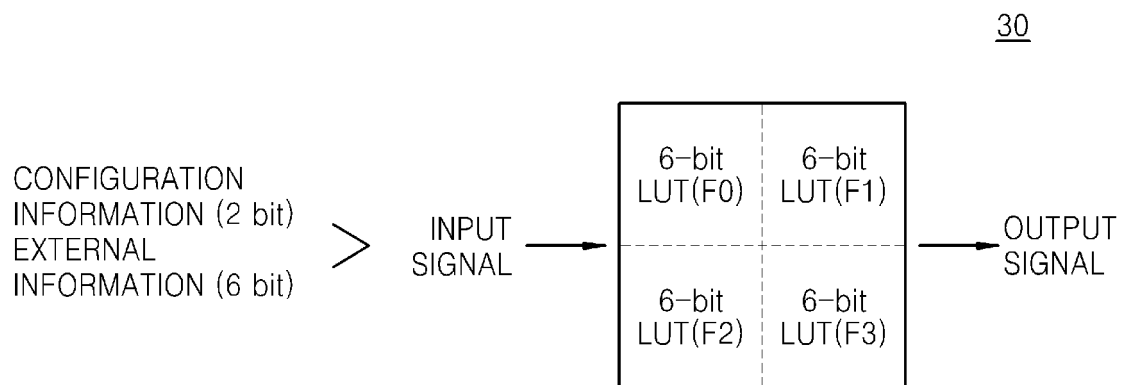 30
CONFIGURATION
INFORMATION (2 bit)
EXTERNAL
INFORMATION (6 bit)
>
INPUT
SIGNAL
6-bit
LUT(F0)
6-bit
LUT(F1)
6-bit
LUT(F2)
6-bit
LUT(F3)
OUTPUT
SIGNAL